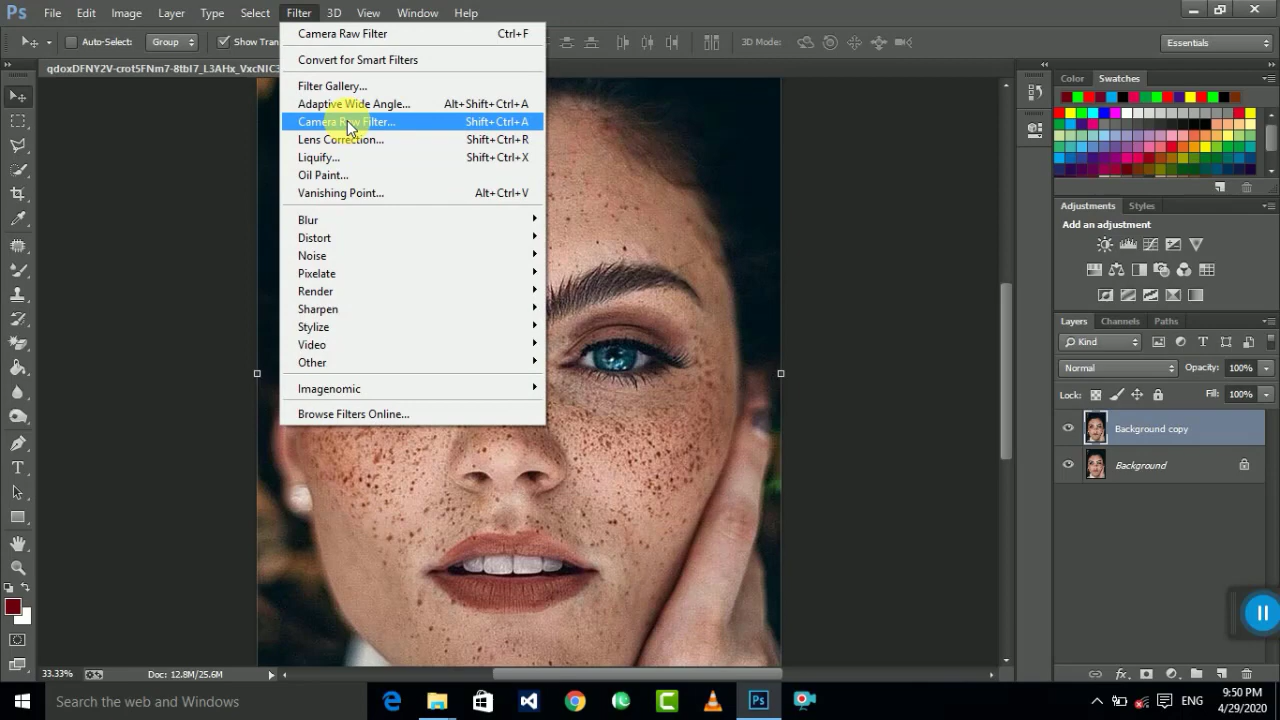 Ps File Edit Image Layer Type Select Filter 3D View Window Help
Auto-Select: Group Show Tran 3D Mode: Essentials
Camera Raw Filter Ctrl+F
Convert for Smart Filters
Filter Gallery...
Adaptive Wide Angle... Alt+Shift+Ctrl+A
Camera Raw Filter... Shift+Ctrl+A
Lens Correction... Shift+Ctrl+R
Liquify... Shift+Ctrl+X
Oil Paint...
Vanishing Point... Alt+Ctrl+V
Blur
Distort
Noise
Pixelate
Render
Sharpen
Stylize
Video
Other
Imagenomic
Browse Filters Online...
Color Swatches
Adjustments Styles
Add an adjustment
Layers Channels Paths
Kind
Normal Opacity: 100%
Lock: Fill: 100%
Background copy
Background
33.33% Doc: 12.8M/25.6M
Search the web and Windows
Ps
ENG
9:50 PM
4/29/2020